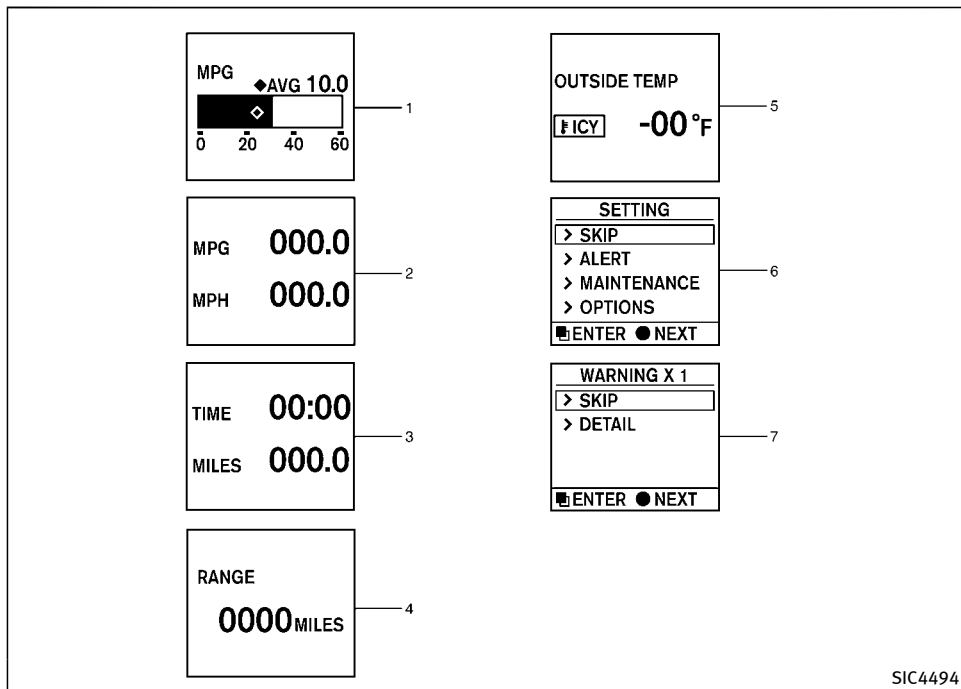 MPG
◆AVG 10.0
0 20 40 60
1
MPG 000.0
MPH 000.0
2
TIME 00:00
MILES 000.0
3
RANGE
0000 MILES
4
OUTSIDE TEMP
ICY -00°F
5
SETTING
> SKIP
> ALERT
> MAINTENANCE
> OPTIONS
ENTER ● NEXT
6
WARNING X 1
> SKIP
> DETAIL
ENTER ● NEXT
7
SIC4494